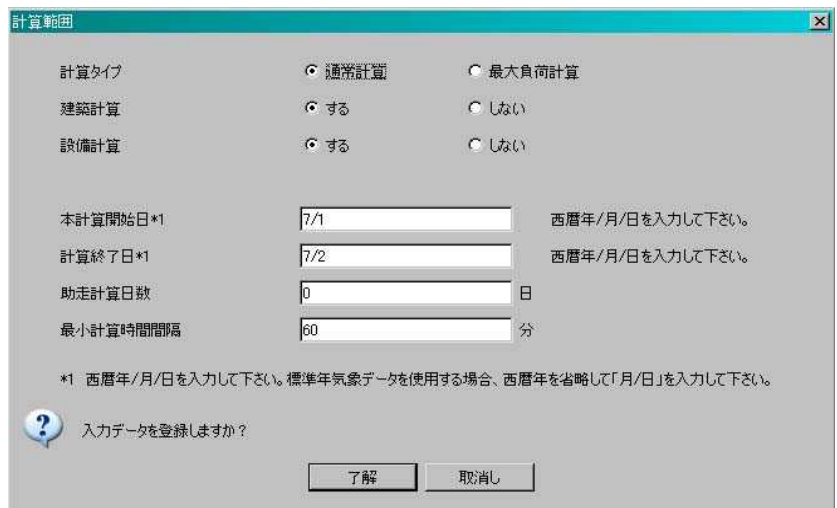 計算範囲
計算タイプ 通常計算 最大負荷計算
建築計算 する しない
設備計算 する しない
本計算開始日*1 7/1 西暦年/月/日を入力して下さい。
計算終了日*1 7/2 西暦年/月/日を入力して下さい。
助走計算日数 0 日
最小計算時間間隔 60 分
*1 西暦年/月/日を入力して下さい。標準年気象データを使用する場合、西暦年を省略して「月/日」を入力して下さい。
入力データを登録しますか？
了解 取消し